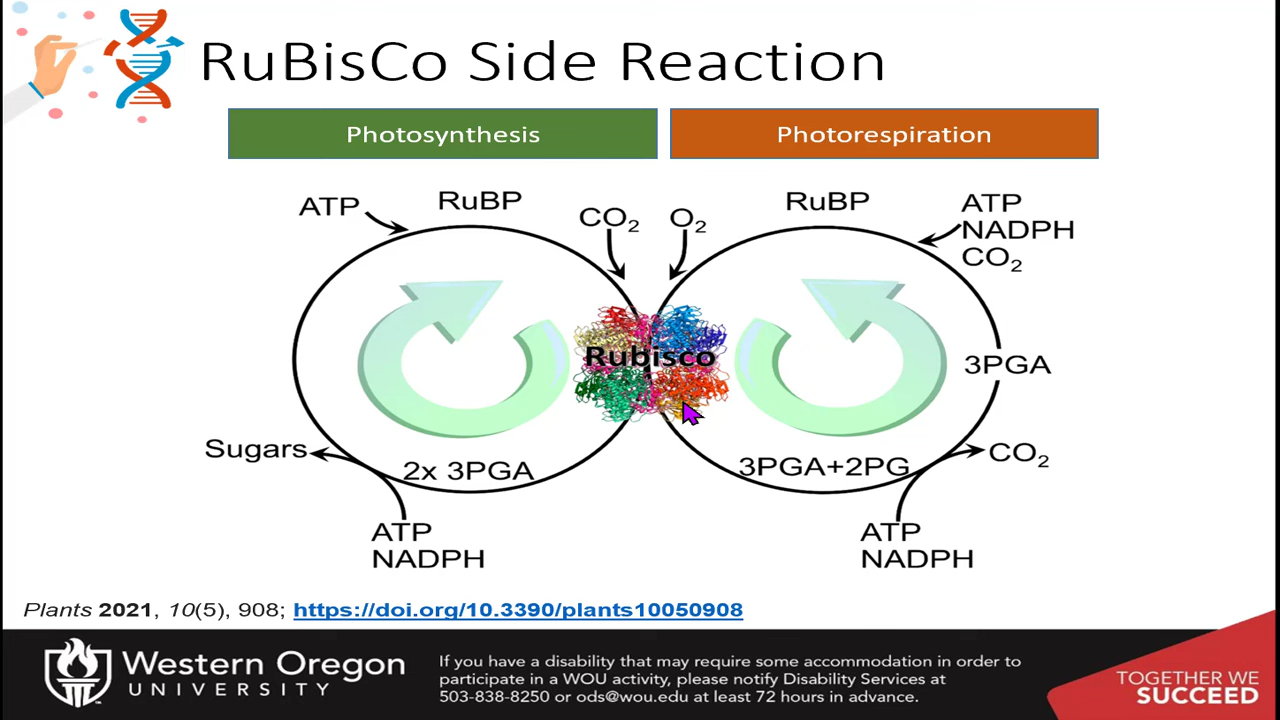 RuBisCo Side Reaction
Photosynthesis
Photorespiration
ATP
RuBP
CO₂
O₂
RuBP
ATP
NADPH
CO₂
Rubisco
3PGA
Sugars
2x 3PGA
3PGA+2PG
CO₂
ATP
NADPH
ATP
NADPH
Plants 2021, 10(5), 908; https://doi.org/10.3390/plants10050908
Western Oregon
UNIVERSITY
If you have a disability that may require some accommodation in order to
participate in a WOU activity, please notify Disability Services at
503-838-8250 or ods@wou.edu at least 72 hours in advance.
TOGETHER WE
SUCCEED